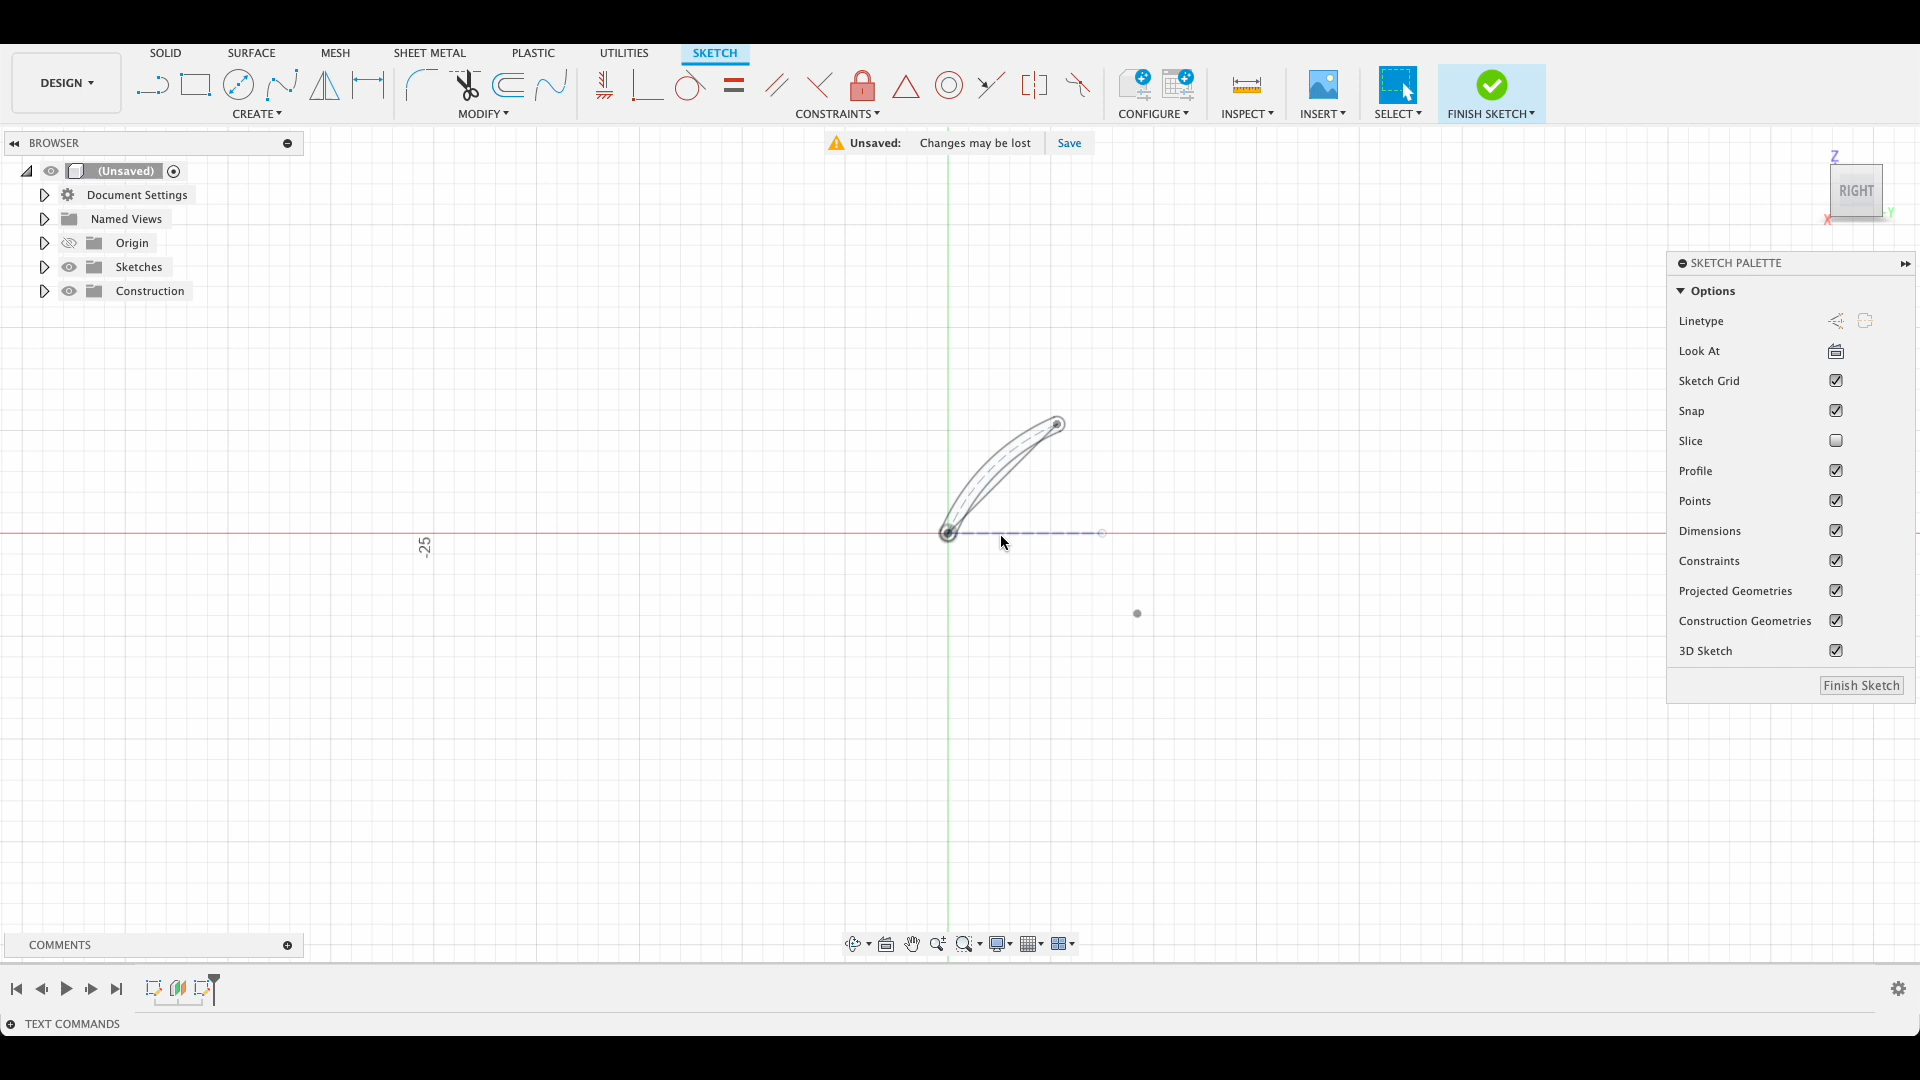 SOLID SURFACE MESH SHEET METAL PLASTIC UTILITIES SKETCH
DESIGN
CREATE MODIFY CONSTRAINTS CONFIGURE INSPECT INSERT SELECT FINISH SKETCH
BROWSER
Unsaved: Changes may be lost Save
(Unsaved)
Document Settings
Named Views
Origin
Sketches
Construction
Z
RIGHT
X
-Y
SKETCH PALETTE
Options
Linetype
Look At
Sketch Grid
Snap
Slice
Profile
Points
Dimensions
Constraints
Projected Geometries
Construction Geometries
3D Sketch
Finish Sketch
-25
COMMENTS
TEXT COMMANDS